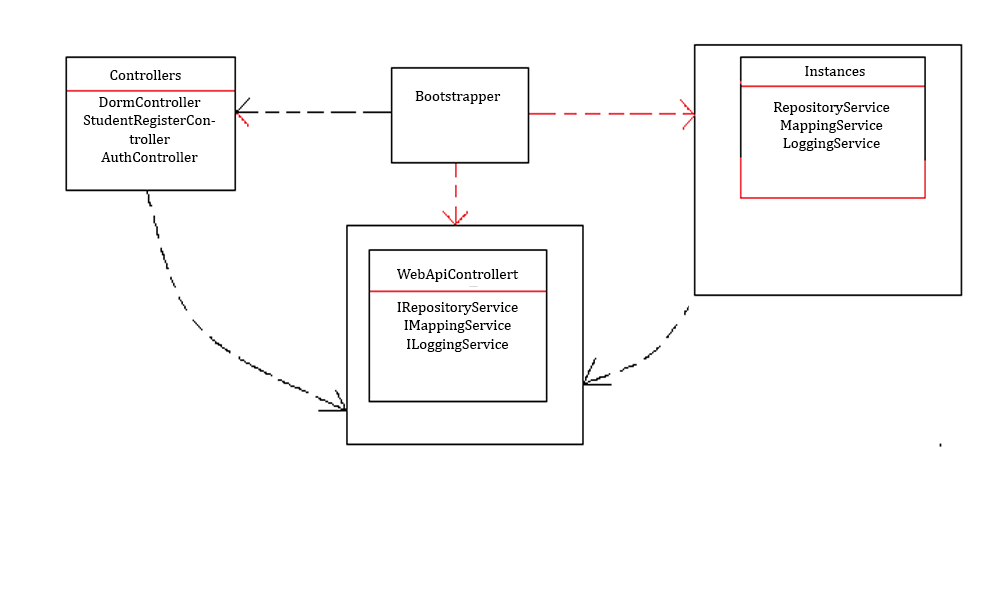 Controllers
DormController
StudentRegisterCon-
troller
AuthController
Bootstrapper
Instances
RepositoryService
MappingService
LoggingService
WebApiControllert
IRepositoryService
IMappingService
ILoggingService